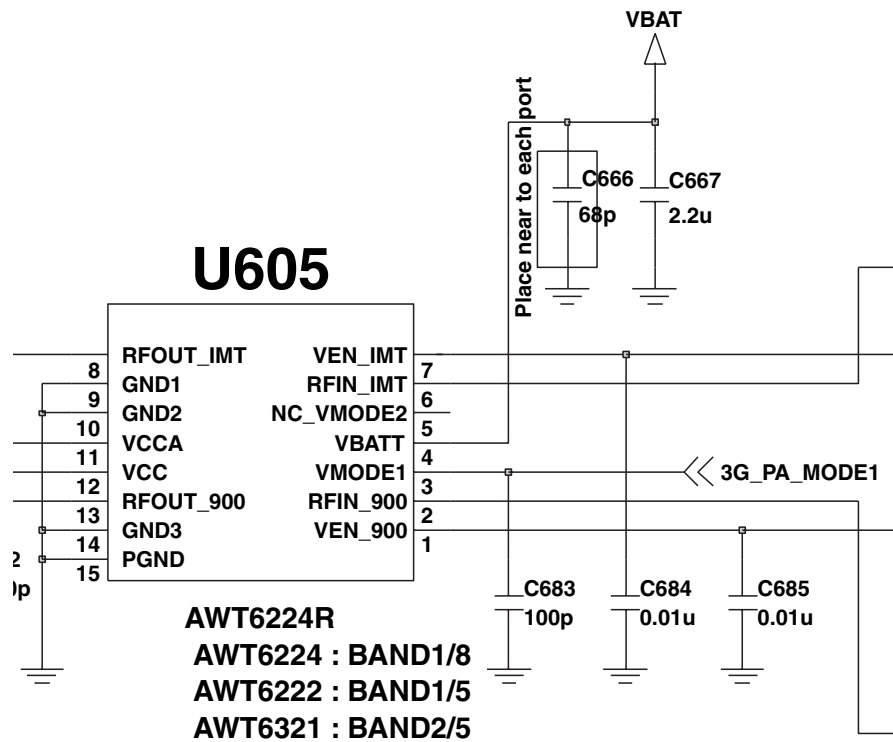 VBAT
Place near to each port
C666
68p
C667
2.2u
U605
RFOUT_IMT
VEN_IMT
8
7
GND1
RFIN_IMT
9
6
GND2
NC_VMODE2
10
5
VCCA
VBATT
11
4
VCC
VMODE1
3G_PA_MODE1
12
3
RFOUT_900
RFIN_900
13
2
GND3
VEN_900
14
1
PGND
15
2
0p
C683
100p
C684
0.01u
C685
0.01u
AWT6224R
AWT6224 : BAND1/8
AWT6222 : BAND1/5
AWT6321 : BAND2/5